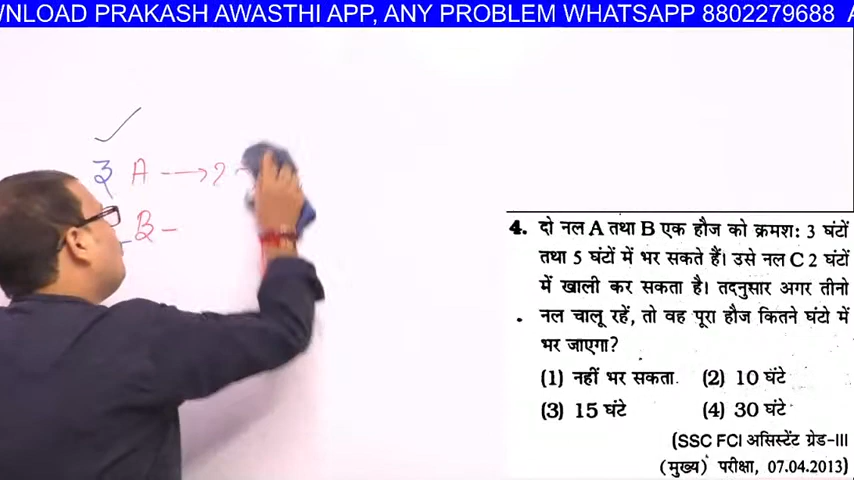 WNLOAD PRAKASH AWASTHI APP, ANY PROBLEM WHATSAPP 8802279688 A
३ A → 2
B -
4. दो नल A तथा B एक हौज को क्रमशः 3 घंटों
तथा 5 घंटों में भर सकते हैं। उसे नल C 2 घंटों
में खाली कर सकता है। तदनुसार अगर तीनो
नल चालू रहें, तो वह पूरा हौज कितने घंटो में
भर जाएगा?
(1) नहीं भर सकता (2) 10 घंटे
(3) 15 घंटे (4) 30 घंटे
(SSC FCI असिस्टेंट ग्रेड-III
(मुख्य) परीक्षा, 07.04.2013)